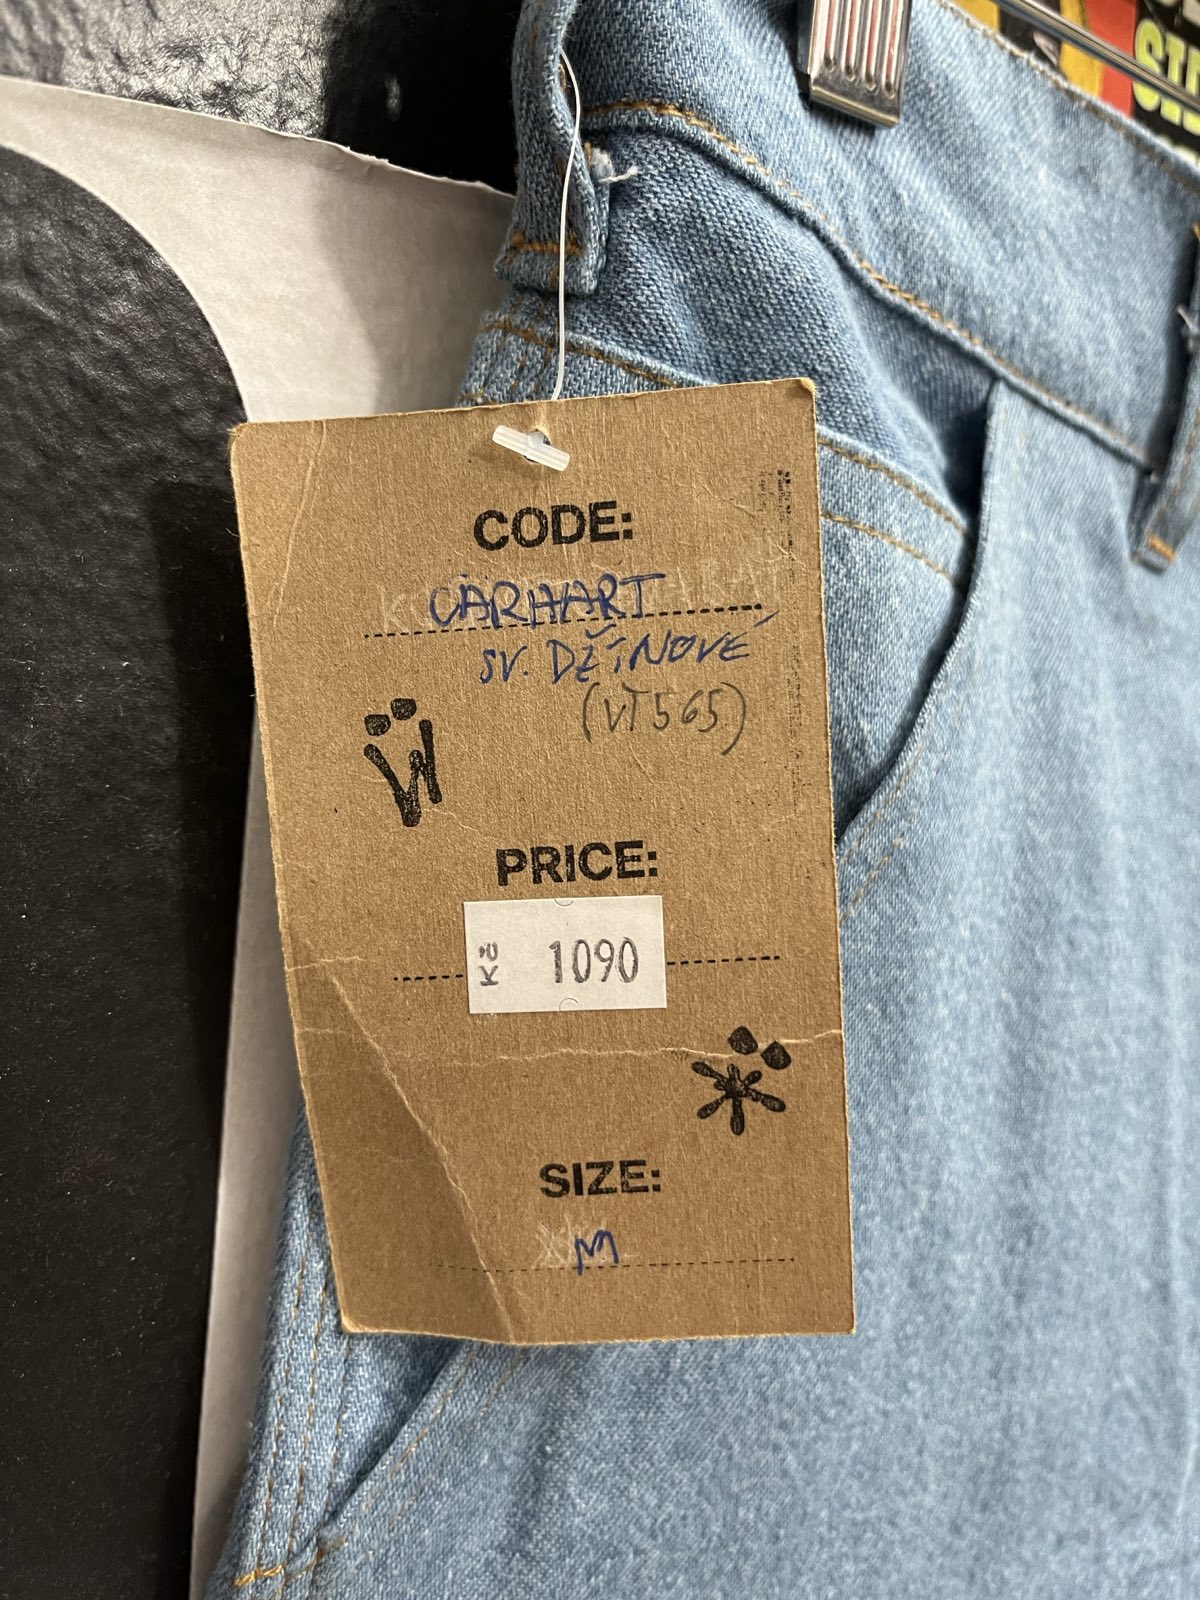 CODE:
CARHART
SV. DŽÍNOVÉ
(VT565)
PRICE:
Kč 1090
SIZE:
M